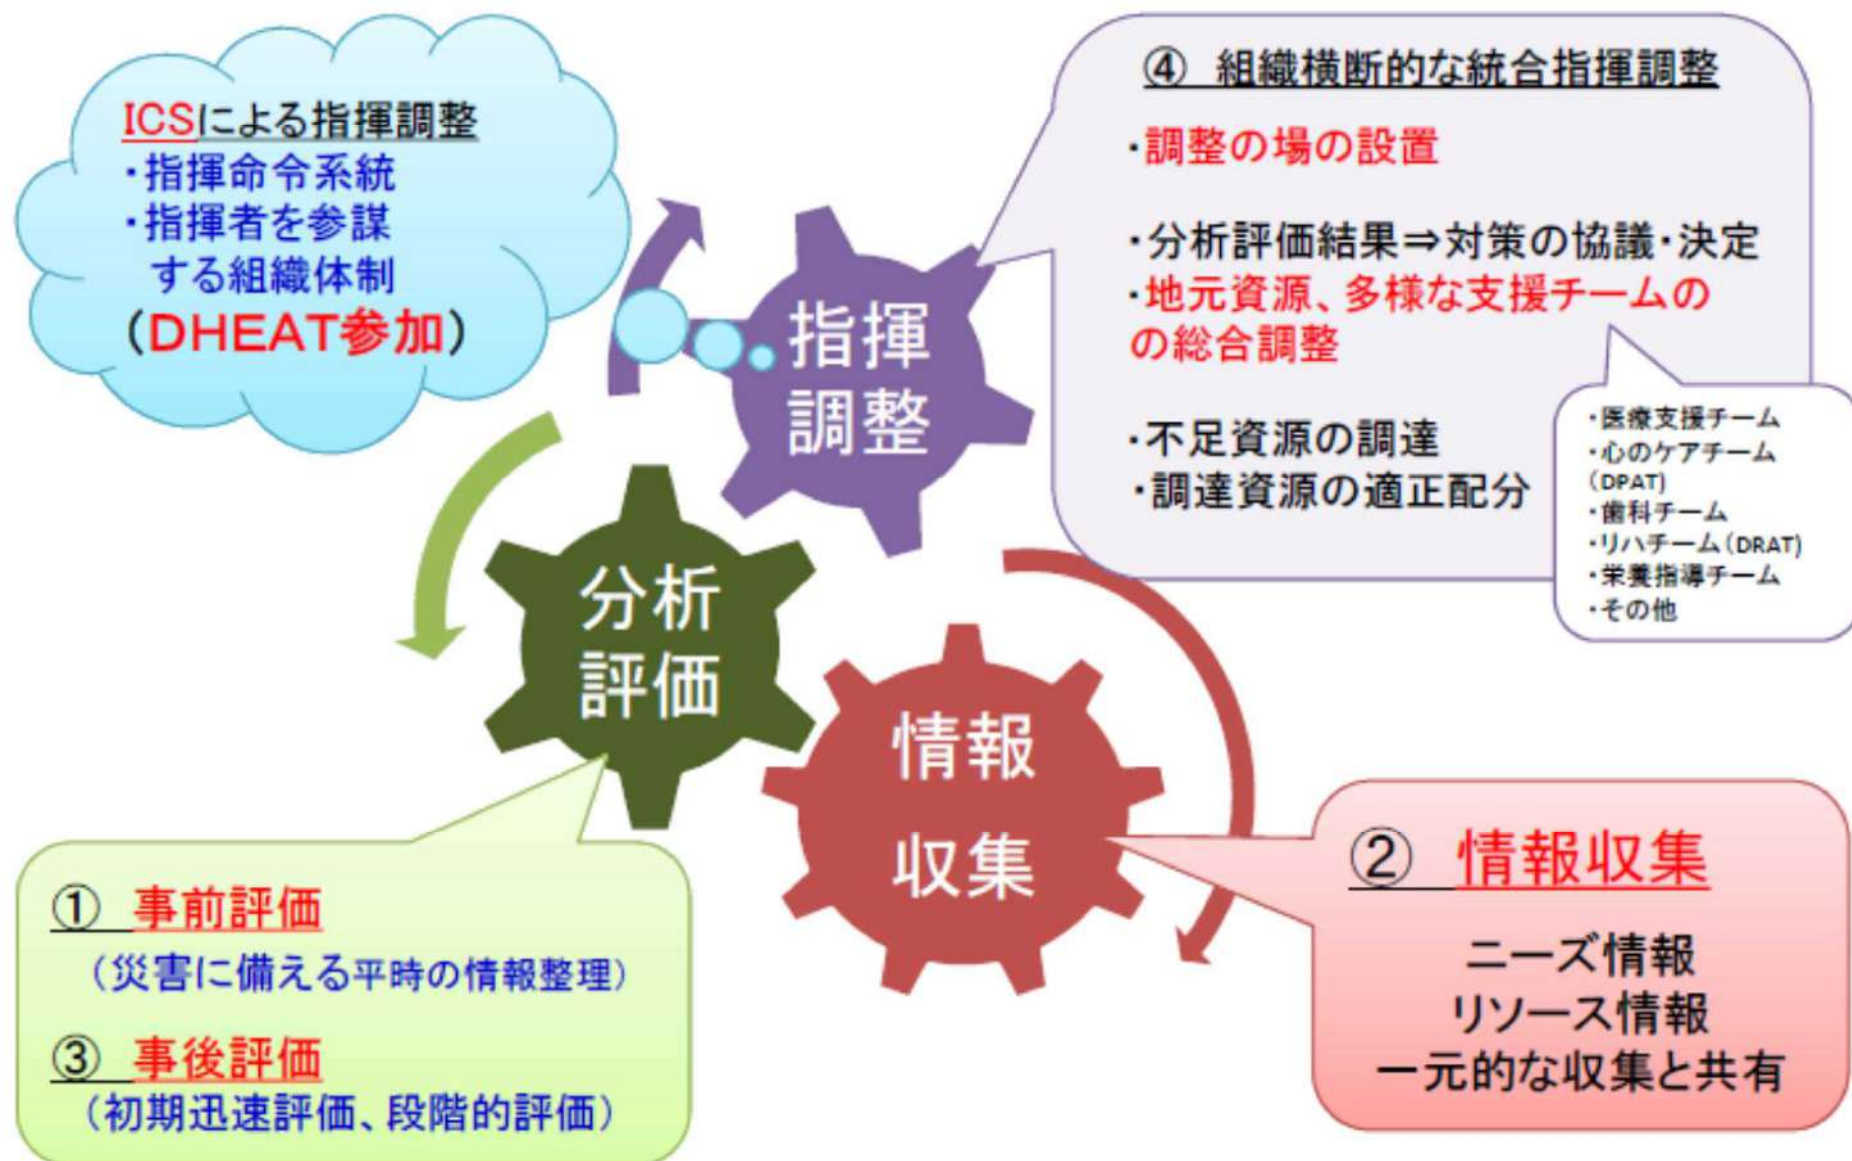 ICSによる指揮調整
・指揮命令系統
・指揮者を参謀
する組織体制
（DHEAT参加）
④　組織横断的な統合指揮調整
・調整の場の設置
・分析評価結果⇒対策の協議・決定
・地元資源、多様な支援チームの
の総合調整
・不足資源の調達
・調達資源の適正配分
・医療支援チーム
・心のケアチーム
（DPAT)
・歯科チーム
・リハチーム（DRAT)
・栄養指導チーム
・その他
指揮
調整
分析
評価
情報
収集
①　事前評価
（災害に備える平時の情報整理）
③　事後評価
（初期迅速評価、段階的評価）
②　情報収集
ニーズ情報
リソース情報
一元的な収集と共有